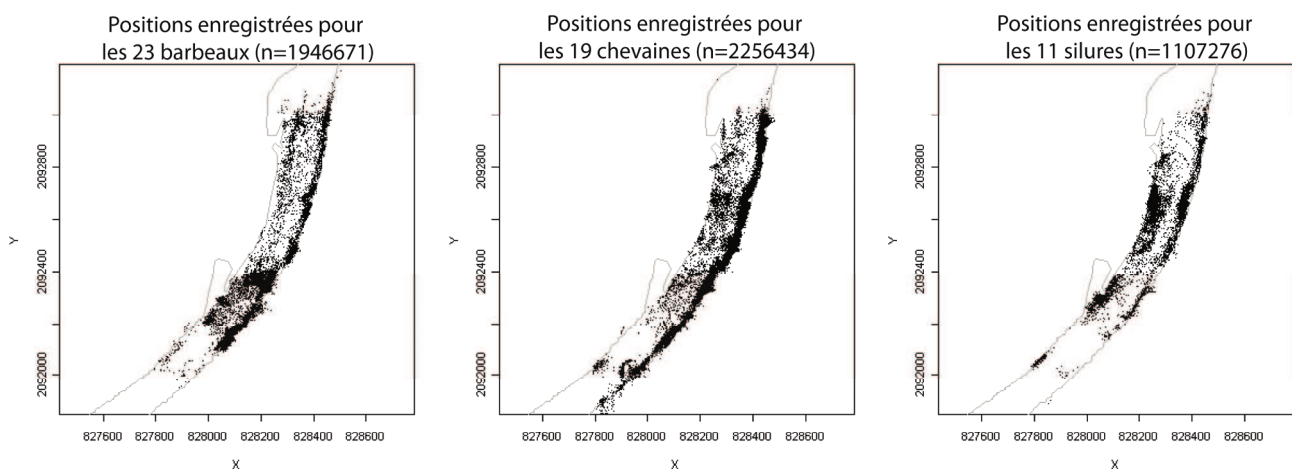 Positions enregistrées pour
les 23 barbeaux (n=1946671)
Positions enregistrées pour
les 19 chevaines (n=2256434)
Positions enregistrées pour
les 11 silures (n=1107276)
Y
2092800
2092400
2092000
827600 827800 828000 828200 828400 828600
X
Y
2092800
2092400
2092000
827600 827800 828000 828200 828400 828600
X
Y
2092800
2092400
2092000
827600 827800 828000 828200 828400 828600
X